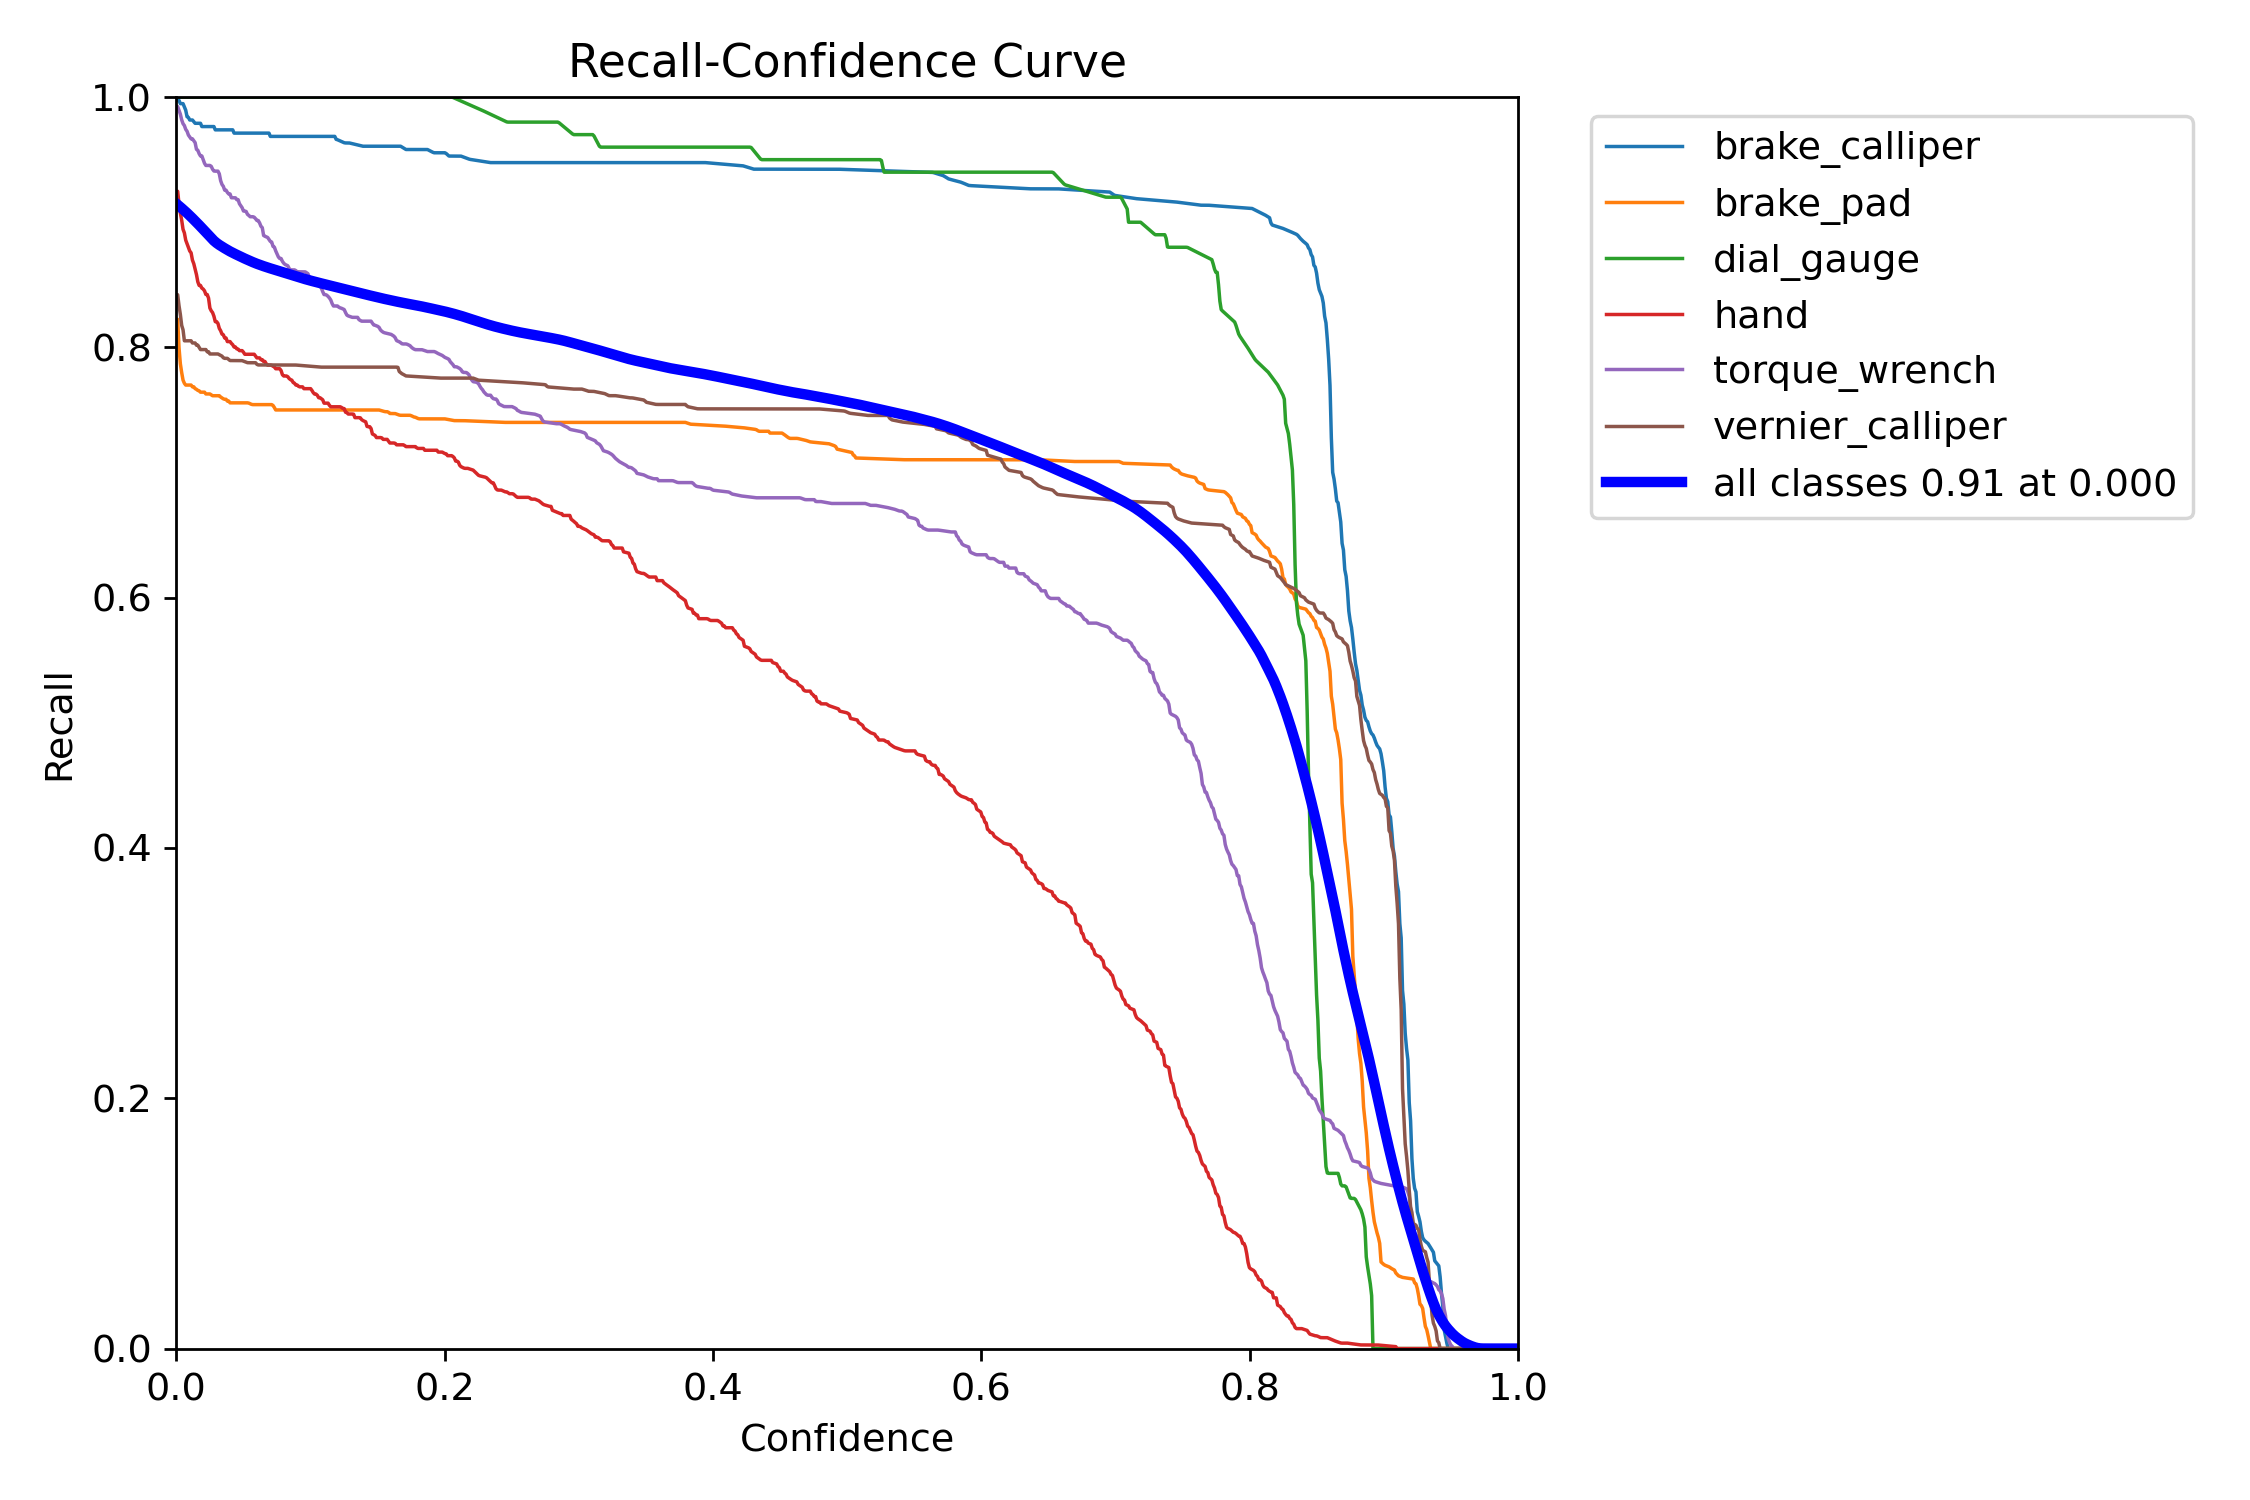 Recall-Confidence Curve
1.0
0.8
0.6
0.4
0.2
0.0
Recall
0.0 0.2 0.4 0.6 0.8 1.0
Confidence
brake_calliper
brake_pad
dial_gauge
hand
torque_wrench
vernier_calliper
all classes 0.91 at 0.000